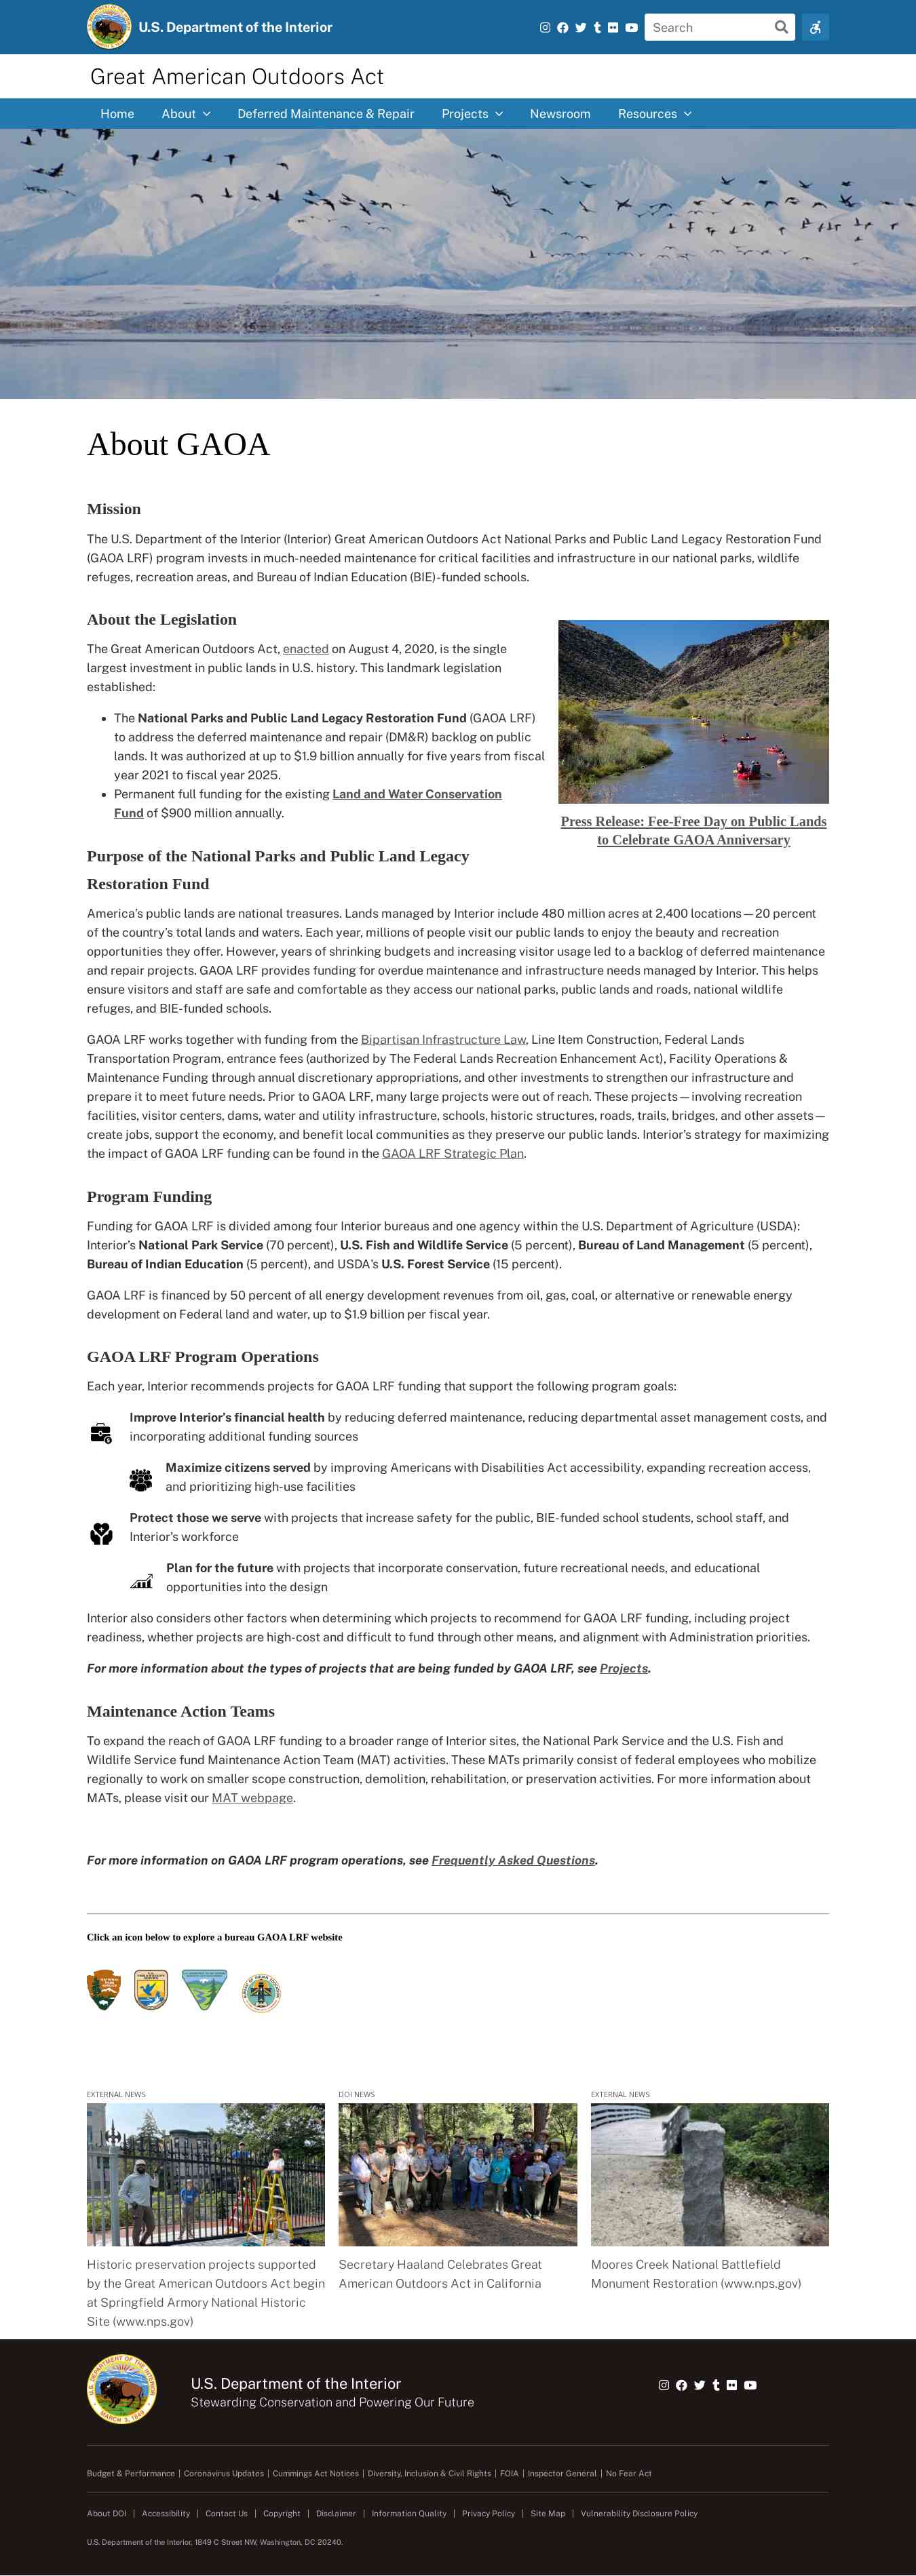 U.S. Department of the Interior
Search
Great American Outdoors Act
Home About Deferred Maintenance & Repair Projects Newsroom Resources
About GAOA
Mission
The U.S. Department of the Interior (Interior) Great American Outdoors Act National Parks and Public Land Legacy Restoration Fund
(GAOA LRF) program invests in much-needed maintenance for critical facilities and infrastructure in our national parks, wildlife
refuges, recreation areas, and Bureau of Indian Education (BIE)-funded schools.
About the Legislation
The Great American Outdoors Act, enacted on August 4, 2020, is the single
largest investment in public lands in U.S. history. This landmark legislation
established:
• The National Parks and Public Land Legacy Restoration Fund (GAOA LRF)
to address the deferred maintenance and repair (DM&R) backlog on public
lands. It was authorized at up to $1.9 billion annually for five years from fiscal
year 2021 to fiscal year 2025.
• Permanent full funding for the existing Land and Water Conservation
Fund of $900 million annually.
Press Release: Fee-Free Day on Public Lands
to Celebrate GAOA Anniversary
Purpose of the National Parks and Public Land Legacy
Restoration Fund
America’s public lands are national treasures. Lands managed by Interior include 480 million acres at 2,400 locations—20 percent
of the country’s total lands and waters. Each year, millions of people visit our public lands to enjoy the beauty and recreation
opportunities they offer. However, years of shrinking budgets and increasing visitor usage led to a backlog of deferred maintenance
and repair projects. GAOA LRF provides funding for overdue maintenance and infrastructure needs managed by Interior. This helps
ensure visitors and staff are safe and comfortable as they access our national parks, public lands and roads, national wildlife
refuges, and BIE-funded schools.
GAOA LRF works together with funding from the Bipartisan Infrastructure Law, Line Item Construction, Federal Lands
Transportation Program, entrance fees (authorized by The Federal Lands Recreation Enhancement Act), Facility Operations &
Maintenance Funding through annual discretionary appropriations, and other investments to strengthen our infrastructure and
prepare it to meet future needs. Prior to GAOA LRF, many large projects were out of reach. These projects—involving recreation
facilities, visitor centers, dams, water and utility infrastructure, schools, historic structures, roads, trails, bridges, and other assets—
create jobs, support the economy, and benefit local communities as they preserve our public lands. Interior’s strategy for maximizing
the impact of GAOA LRF funding can be found in the GAOA LRF Strategic Plan.
Program Funding
Funding for GAOA LRF is divided among four Interior bureaus and one agency within the U.S. Department of Agriculture (USDA):
Interior’s National Park Service (70 percent), U.S. Fish and Wildlife Service (5 percent), Bureau of Land Management (5 percent),
Bureau of Indian Education (5 percent), and USDA’s U.S. Forest Service (15 percent).
GAOA LRF is financed by 50 percent of all energy development revenues from oil, gas, coal, or alternative or renewable energy
development on Federal land and water, up to $1.9 billion per fiscal year.
GAOA LRF Program Operations
Each year, Interior recommends projects for GAOA LRF funding that support the following program goals:
Improve Interior’s financial health by reducing deferred maintenance, reducing departmental asset management costs, and
incorporating additional funding sources
Maximize citizens served by improving Americans with Disabilities Act accessibility, expanding recreation access,
and prioritizing high-use facilities
Protect those we serve with projects that increase safety for the public, BIE-funded school students, school staff, and
Interior’s workforce
Plan for the future with projects that incorporate conservation, future recreational needs, and educational
opportunities into the design
Interior also considers other factors when determining which projects to recommend for GAOA LRF funding, including project
readiness, whether projects are high-cost and difficult to fund through other means, and alignment with Administration priorities.
For more information about the types of projects that are being funded by GAOA LRF, see Projects.
Maintenance Action Teams
To expand the reach of GAOA LRF funding to a broader range of Interior sites, the National Park Service and the U.S. Fish and
Wildlife Service fund Maintenance Action Team (MAT) activities. These MATs primarily consist of federal employees who mobilize
regionally to work on smaller scope construction, demolition, rehabilitation, or preservation activities. For more information about
MATs, please visit our MAT webpage.
For more information on GAOA LRF program operations, see Frequently Asked Questions.
Click an icon below to explore a bureau GAOA LRF website
EXTERNAL NEWS
Historic preservation projects supported
by the Great American Outdoors Act begin
at Springfield Armory National Historic
Site (www.nps.gov)
DOI NEWS
Secretary Haaland Celebrates Great
American Outdoors Act in California
EXTERNAL NEWS
Moores Creek National Battlefield
Monument Restoration (www.nps.gov)
U.S. Department of the Interior
Stewarding Conservation and Powering Our Future
Budget & Performance | Coronavirus Updates | Cummings Act Notices | Diversity, Inclusion & Civil Rights | FOIA | Inspector General | No Fear Act
About DOI | Accessibility | Contact Us | Copyright | Disclaimer | Information Quality | Privacy Policy | Site Map | Vulnerability Disclosure Policy
U.S. Department of the Interior, 1849 C Street NW, Washington, DC 20240.